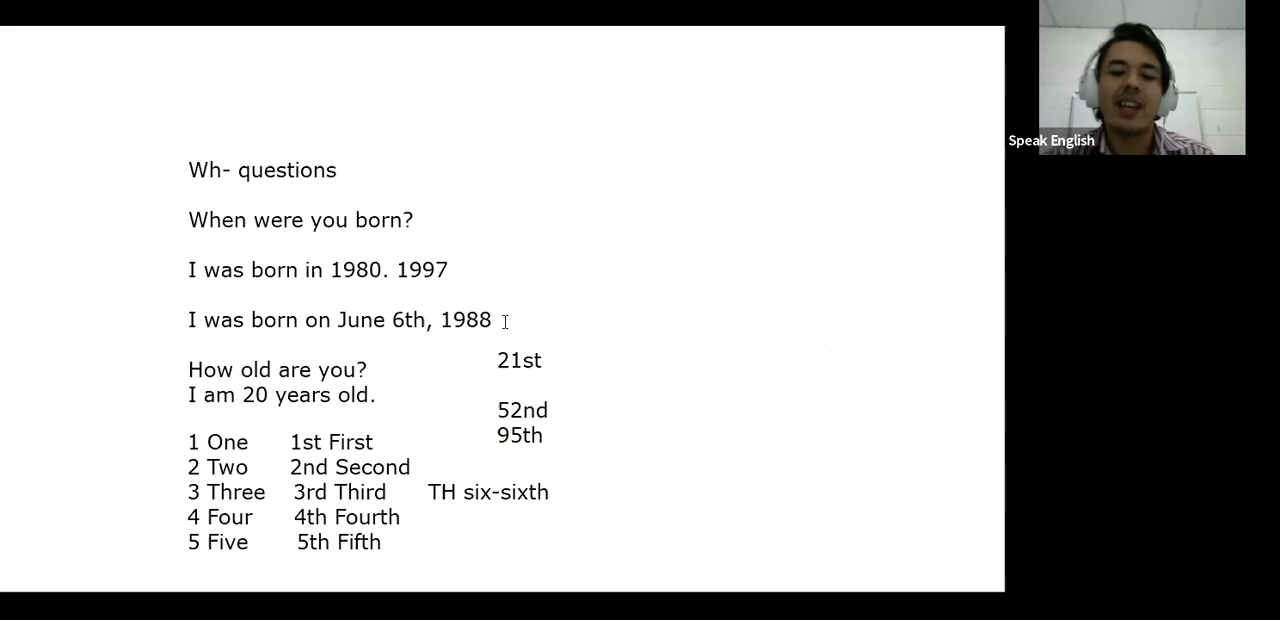 Wh- questions
When were you born?
I was born in 1980. 1997
I was born on June 6th, 1988
21st
How old are you?
I am 20 years old.
52nd
95th
1 One 1st First
2 Two 2nd Second
3 Three 3rd Third TH six-sixth
4 Four 4th Fourth
5 Five 5th Fifth
Speak English